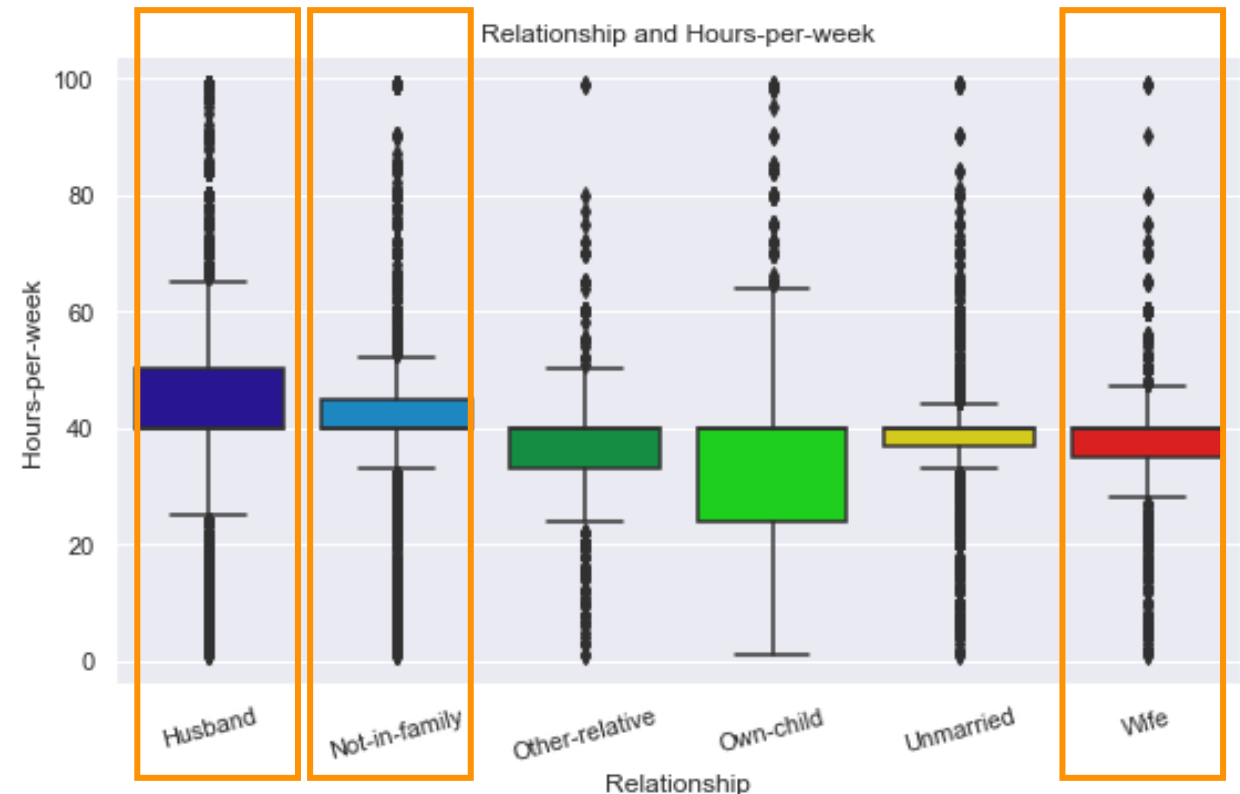 Relationship and Hours-per-week
Hours-per-week
100
80
60
40
20
0
Husband
Not-in-family
Other-relative
Own-child
Unmarried
Wife
Relationship